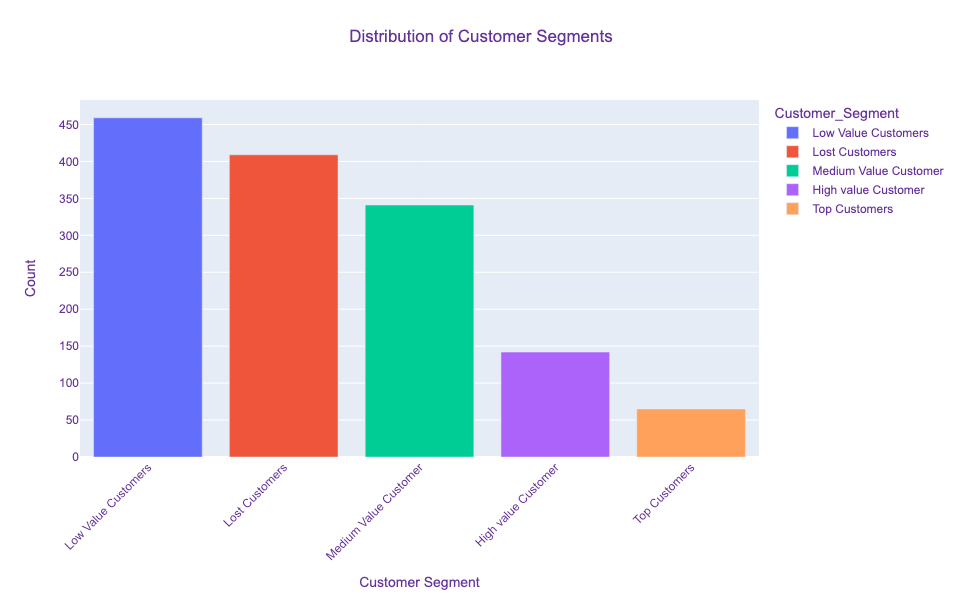 Distribution of Customer Segments
Customer_Segment
Low Value Customers
Lost Customers
Medium Value Customer
High value Customer
Top Customers
Count
450
400
350
300
250
200
150
100
50
0
Low Value Customers
Lost Customers
Medium Value Customer
High value Customer
Top Customers
Customer Segment